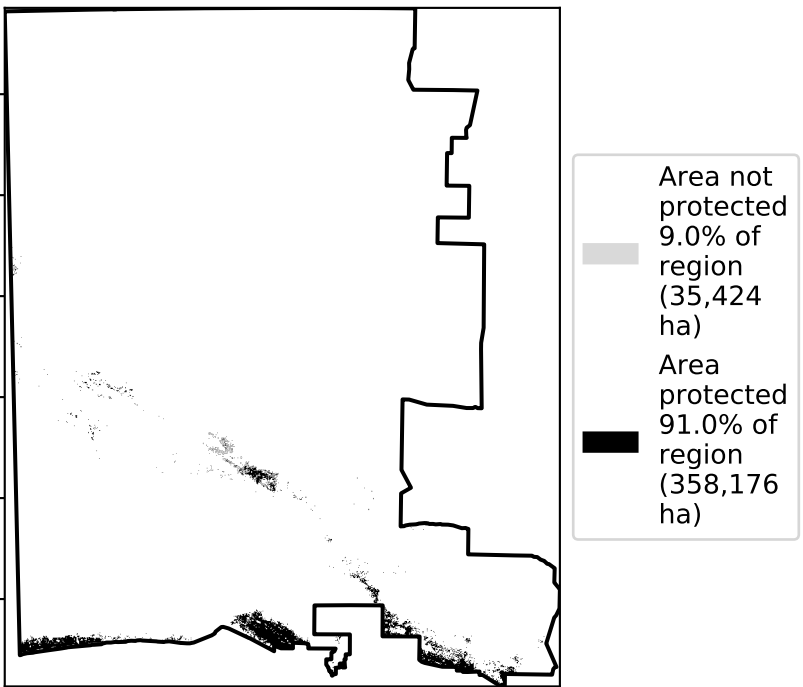 Area not
protected
9.0% of
region
(35,424
ha)
Area
protected
91.0% of
region
(358,176
ha)